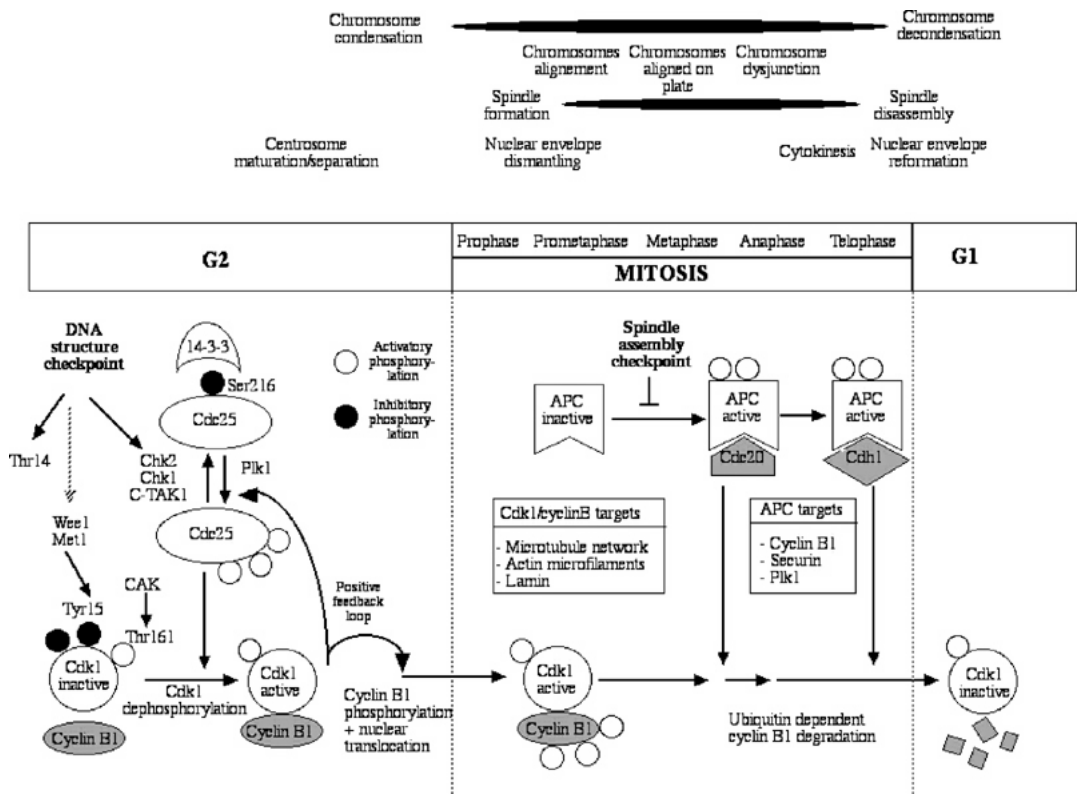 Chromosome
condensation
Chromosome
decondensation
Chromosomes
alignement
Chromosomes
aligned on
plate
Chromosome
dysjunction
Spindle
formation
Spindle
disassembly
Centrosome
maturation/separation
Nuclear envelope
dismantling
Cytokinesis
Nuclear envelope
reformation
G2
Prophase Prometaphase Metaphase Anaphase Telophase
MITOSIS
G1
DNA
structure
checkpoint
14-3-3
Ser216
Cdc25
Activatory
phosphory-
lation
Inhibitory
phosphory-
lation
Thr14
Chk2
Chk1
C-TAK1
Plk1
Cdc25
Wee1
Met1
CAK
Tyr15
Thr161
Cdk1
inactive
Cyclin B1
Cdk1
dephosphorylation
Cdk1
active
Cyclin B1
Positive
feedback
loop
Cyclin B1
phosphorylation
+ nuclear
translocation
Spindle
assembly
checkpoint
APC
inactive
APC
active
Cdc20
APC
active
Cdh1
Cdk1/cyclinB targets
- Microtubule network
- Actin microfilaments
- Lamin
APC targets
- Cyclin B1
- Securin
- Plk1
Cdk1
active
Cyclin B1
Ubiquitin dependent
cyclin B1 degradation
Cdk1
inactive